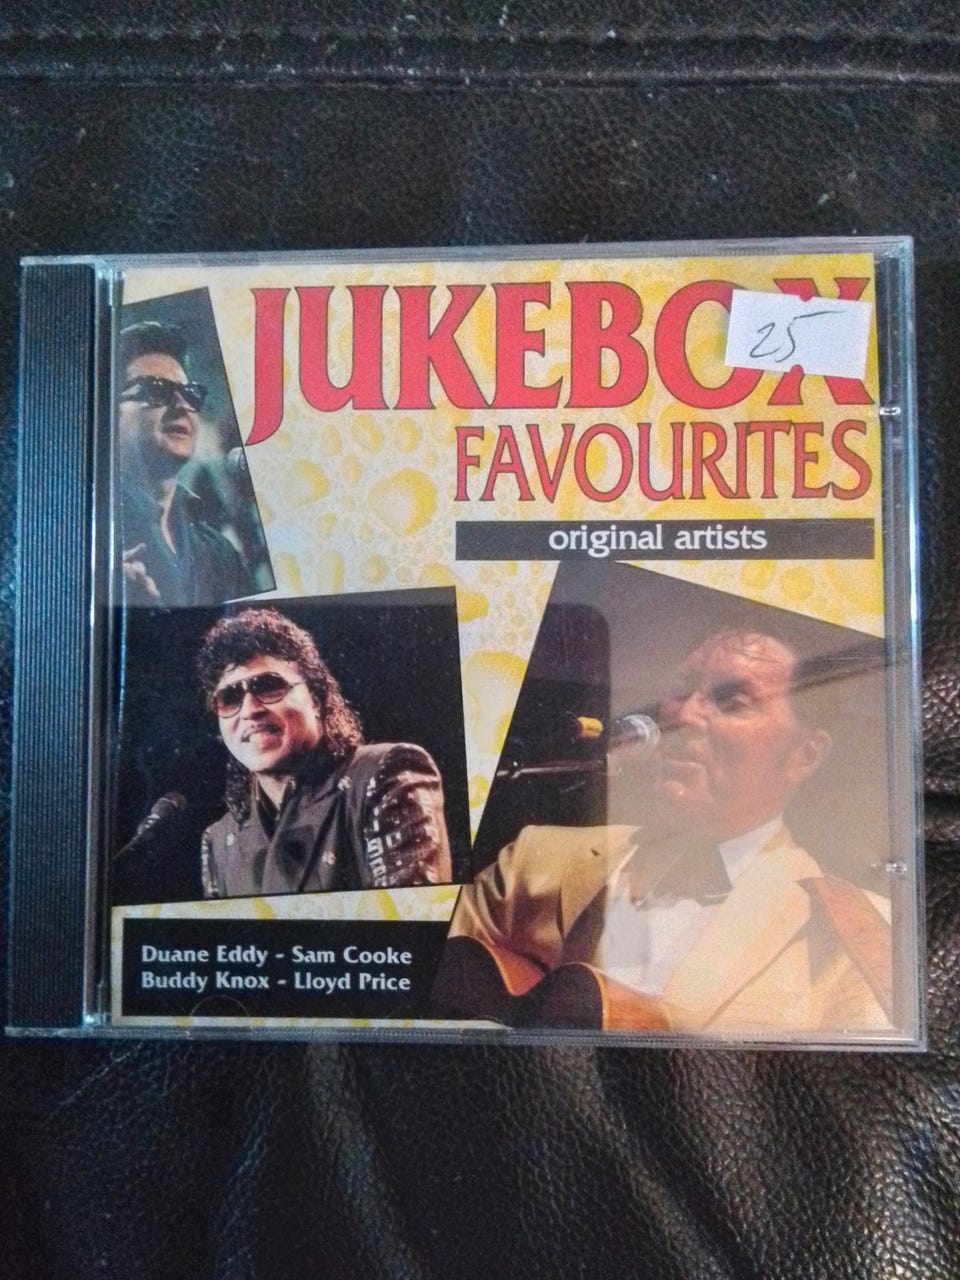 JUKEBOX
25
FAVOURITES
original artists
Duane Eddy - Sam Cooke
Buddy Knox - Lloyd Price